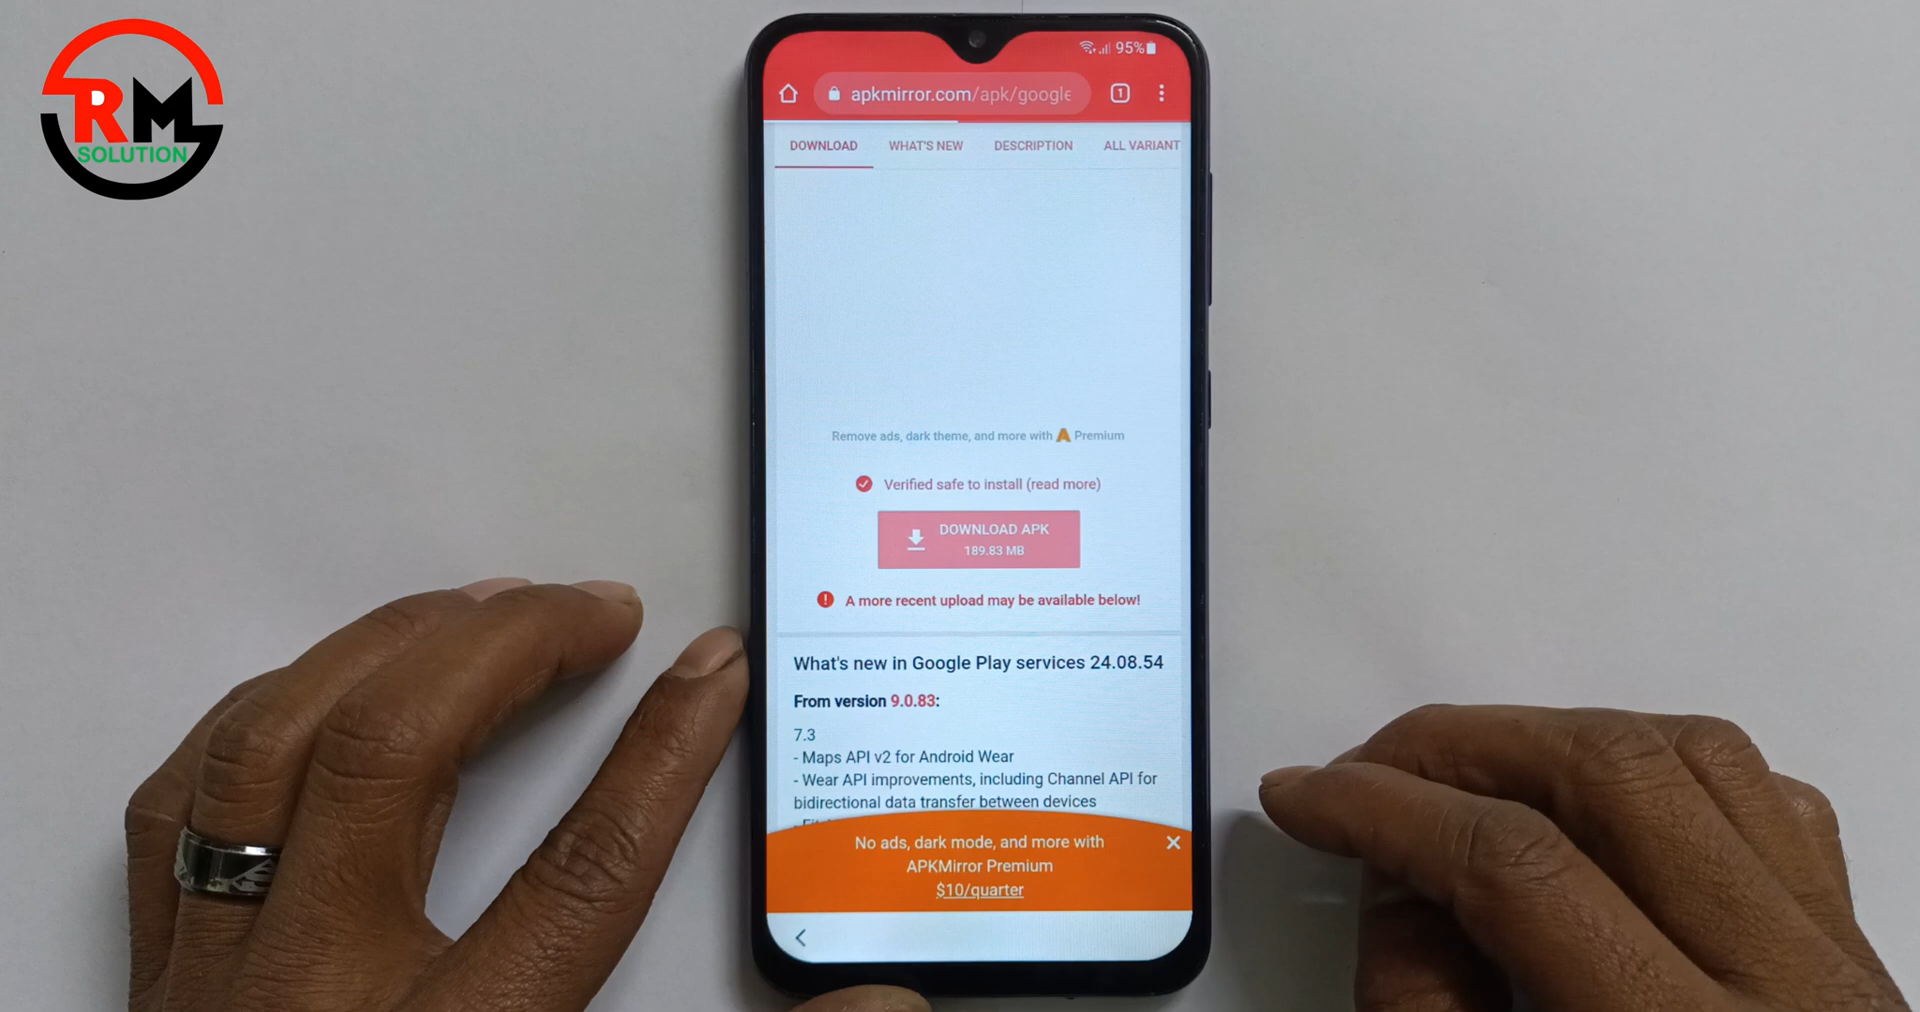 RM
SOLUTION
95%
apkmirror.com/apk/google
1
DOWNLOAD WHAT'S NEW DESCRIPTION ALL VARIANT
Remove ads, dark theme, and more with Premium
Verified safe to install (read more)
DOWNLOAD APK
189.83 MB
A more recent upload may be available below!
What's new in Google Play services 24.08.54
From version 9.0.83:
7.3
- Maps API v2 for Android Wear
- Wear API improvements, including Channel API for
bidirectional data transfer between devices
No ads, dark mode, and more with
APKMirror Premium
$10/quarter